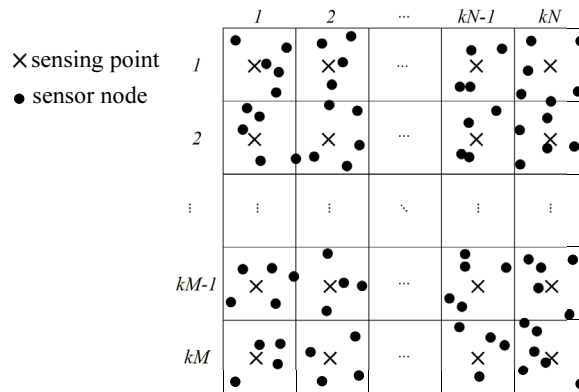 1 2 ... kN-1 kN
× sensing point
● sensor node
1 ...
2 ...
⋮ ⋮ ⋮ ⋱ ⋮ ⋮
kM-1 ...
kM ...